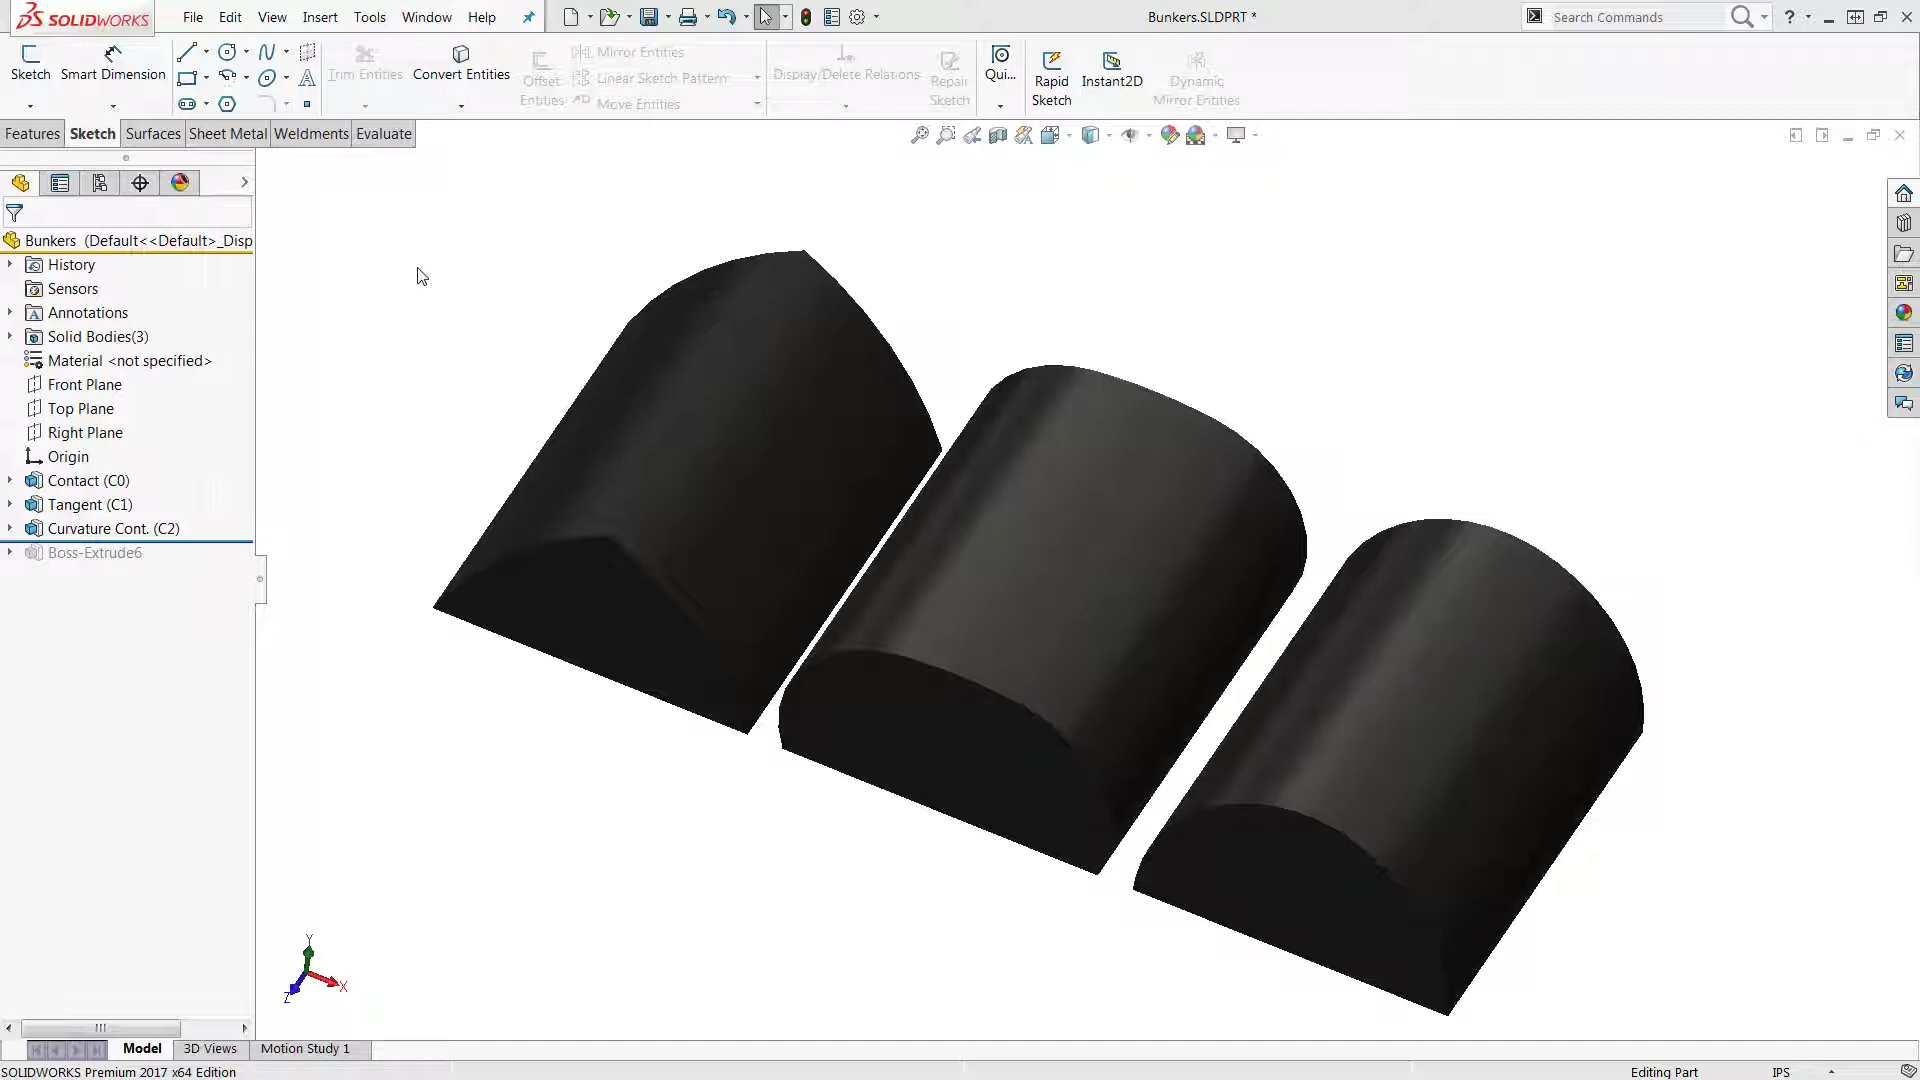 SOLIDWORKS File Edit View Insert Tools Window Help Bunkers.SLDPRT * Search Commands ?
Sketch Smart Dimension Trim Entities Convert Entities Offset Entities Mirror Entities Linear Sketch Pattern Move Entities Display/Delete Relations Repair Sketch Qui... Rapid Sketch Instant2D Dynamic Mirror Entities
Features Sketch Surfaces Sheet Metal Weldments Evaluate
Bunkers (Default<<Default>_Disp
History
Sensors
Annotations
Solid Bodies(3)
Material <not specified>
Front Plane
Top Plane
Right Plane
Origin
Contact (C0)
Tangent (C1)
Curvature Cont. (C2)
Boss-Extrude6
Y
X
Z
Model 3D Views Motion Study 1
SOLIDWORKS Premium 2017 x64 Edition Editing Part IPS